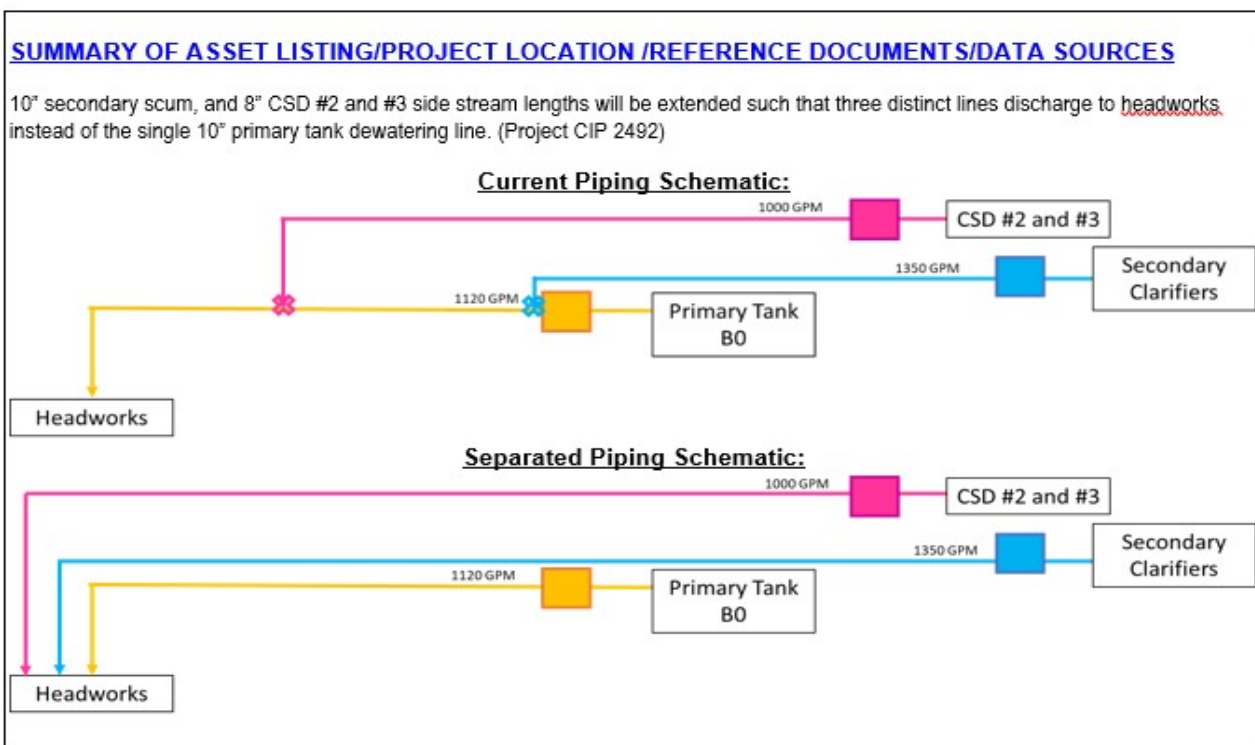 SUMMARY OF ASSET LISTING/PROJECT LOCATION /REFERENCE DOCUMENTS/DATA SOURCES
10” secondary scum, and 8” CSD #2 and #3 side stream lengths will be extended such that three distinct lines discharge to headworks
instead of the single 10” primary tank dewatering line. (Project CIP 2492)
Current Piping Schematic:
1000 GPM
CSD #2 and #3
1350 GPM
Secondary
Clarifiers
1120 GPM
Primary Tank
B0
Headworks
Separated Piping Schematic:
1000 GPM
CSD #2 and #3
1350 GPM
Secondary
Clarifiers
1120 GPM
Primary Tank
B0
Headworks